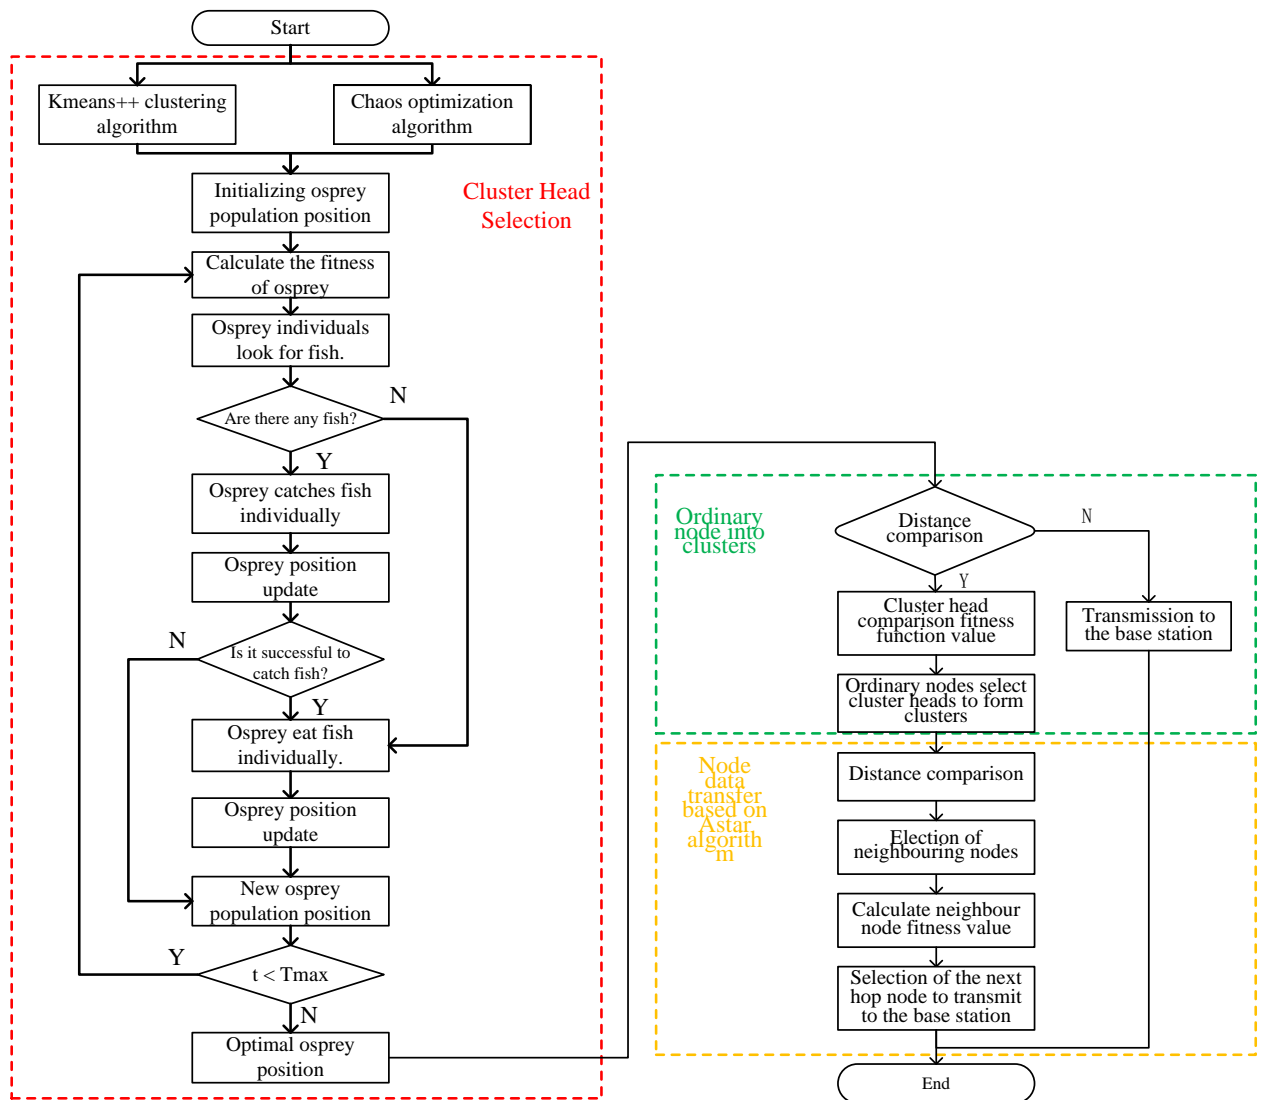 Start
Kmeans++ clustering
algorithm
Chaos optimization
algorithm
Initializing osprey
population position
Cluster Head
Selection
Calculate the fitness
of osprey
Osprey individuals
look for fish.
Are there any fish?
N
Y
Osprey catches fish
individually
Osprey position
update
Is it successful to
catch fish?
N
Y
Osprey eat fish
individually.
Osprey position
update
New osprey
population position
t < Tmax
Y
N
Optimal osprey
position
Ordinary
node into
clusters
Distance
comparison
N
Y
Cluster head
comparison fitness
function value
Transmission to
the base station
Ordinary nodes select
cluster heads to form
clusters
Node
data
transfer
based on
Astar
algorith
m
Distance comparison
Election of
neighbouring nodes
Calculate neighbour
node fitness value
Selection of the next
hop node to transmit
to the base station
End